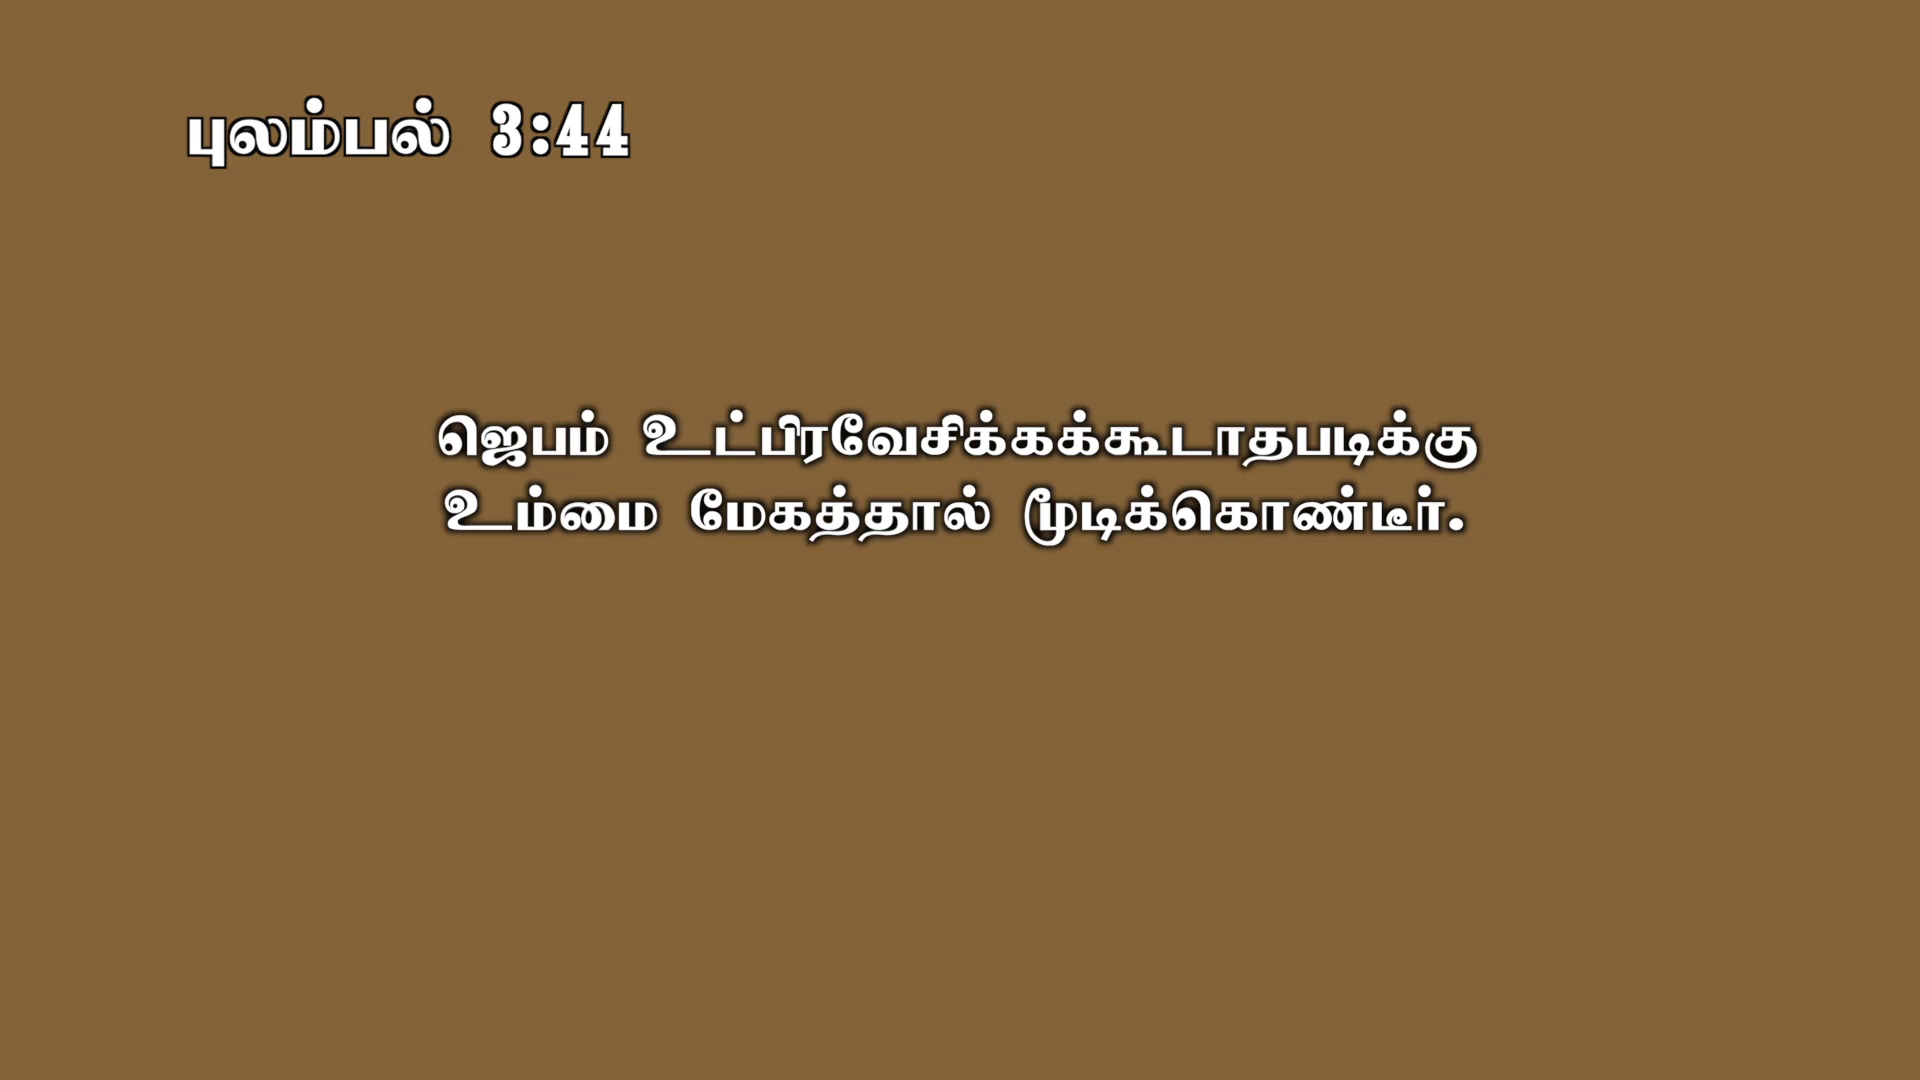 புலம்பல் 3:44
ஜெபம் உட்பிரவேசிக்கக்கூடாதபடிக்கு
உம்மை மேகத்தால் மூடிக்கொண்டீர்.